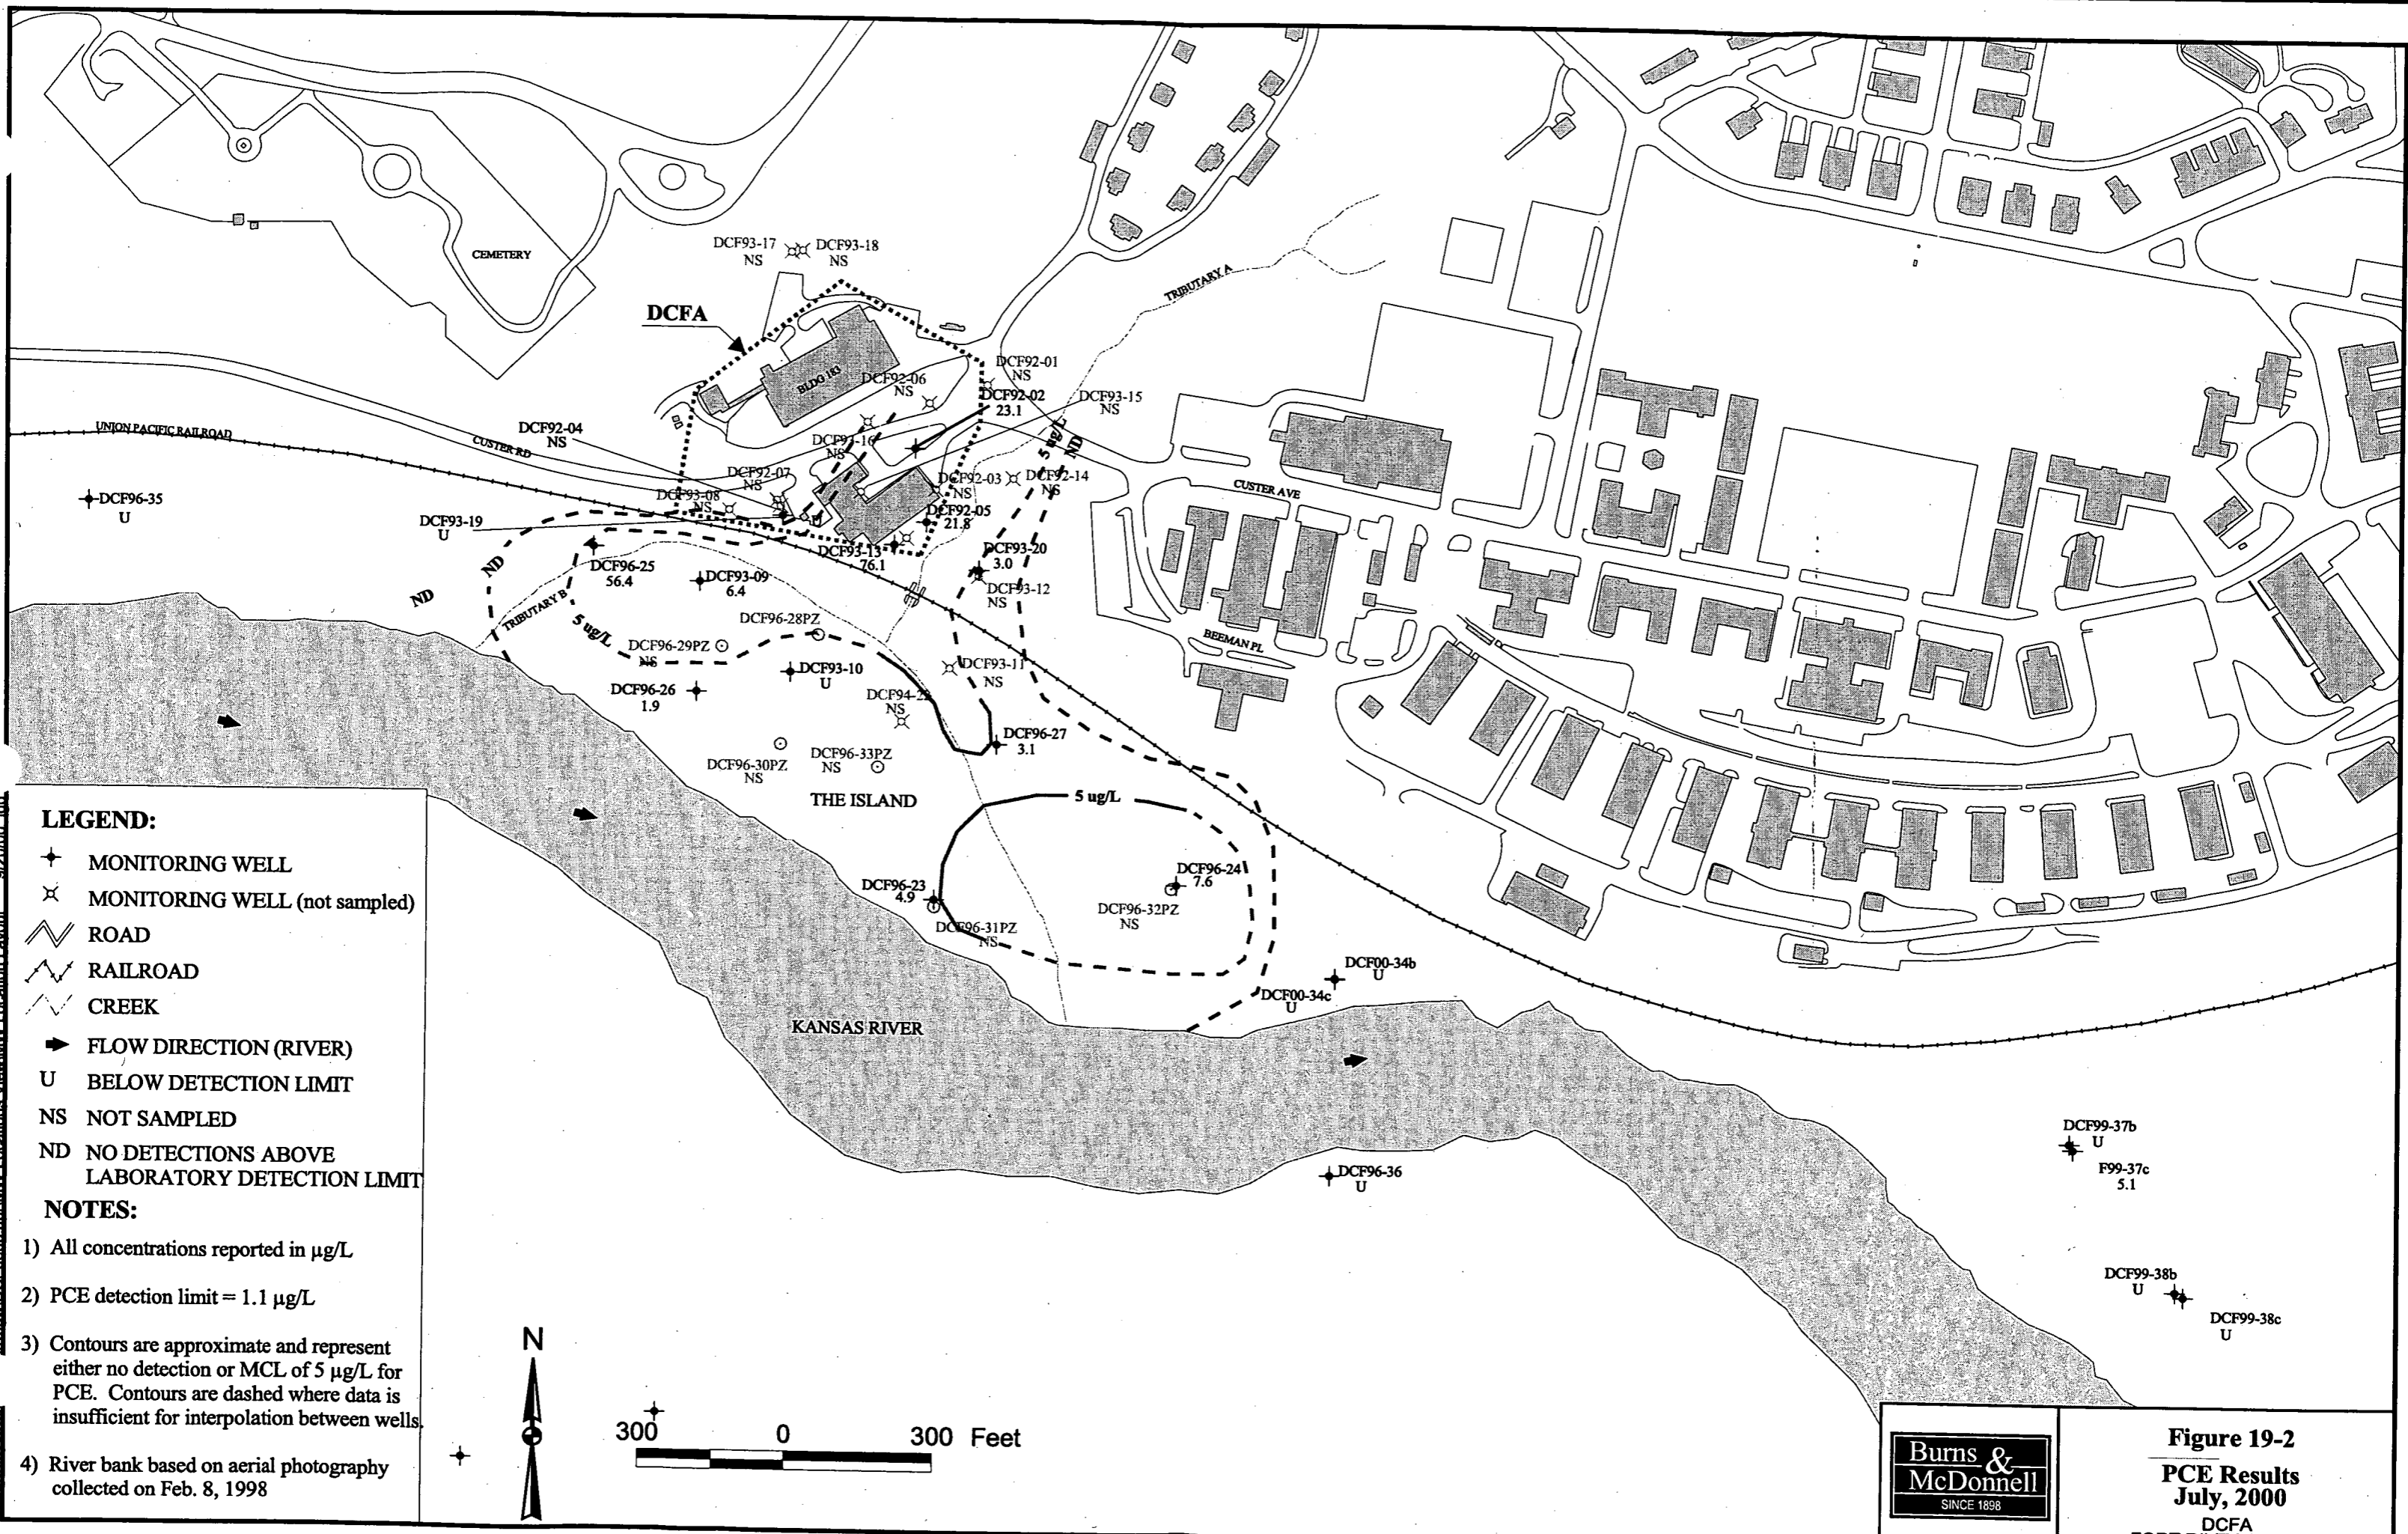 DCF93-17
NS
DCF93-18
NS
CEMETERY
TRIBUTARY A
DCFA
BLDG 183
DCF92-01
NS
DCF92-06
NS
DCF92-02
23.1
DCF93-15
NS
UNION PACIFIC RAILROAD
CUSTER RD
DCF92-04
NS
DCF93-16
NS
5 ug/L
ND
DCF92-07
NS
DCF92-03
NS
DCF92-14
NS
CUSTER AVE
DCF96-35
U
DCF93-08
NS
DCF93-19
U
DCF92-05
21.8
U
DCF93-13
76.1
DCF93-20
3.0
DCF93-12
NS
ND
ND
DCF96-25
56.4
DCF93-09
6.4
TRIBUTARY B
5 ug/L
DCF96-28PZ
DCF96-29PZ
NS
BEEMAN PL
DCF93-10
U
DCF93-11
NS
DCF96-26
1.9
NS
DCF96-27
3.1
DCF96-30PZ
NS
DCF96-33PZ
NS
THE ISLAND
5 ug/L
DCF96-24
7.6
DCF96-23
4.9
DCF96-32PZ
NS
DCF96-31PZ
NS
DCF00-34b
U
DCF00-34c
U
KANSAS RIVER
DCF96-36
U
DCF99-37b
U
F99-37c
5.1
DCF99-38b
U
DCF99-38c
U
LEGEND:
MONITORING WELL
MONITORING WELL (not sampled)
ROAD
RAILROAD
CREEK
FLOW DIRECTION (RIVER)
U BELOW DETECTION LIMIT
NS NOT SAMPLED
ND NO DETECTIONS ABOVE
LABORATORY DETECTION LIMIT
NOTES:
1) All concentrations reported in µg/L
2) PCE detection limit = 1.1 µg/L
3) Contours are approximate and represent
either no detection or MCL of 5 µg/L for
PCE. Contours are dashed where data is
insufficient for interpolation between wells.
4) River bank based on aerial photography
collected on Feb. 8, 1998
N
300 0 300 Feet
Burns &
McDonnell
SINCE 1898
Figure 19-2
PCE Results
July, 2000
DCFA